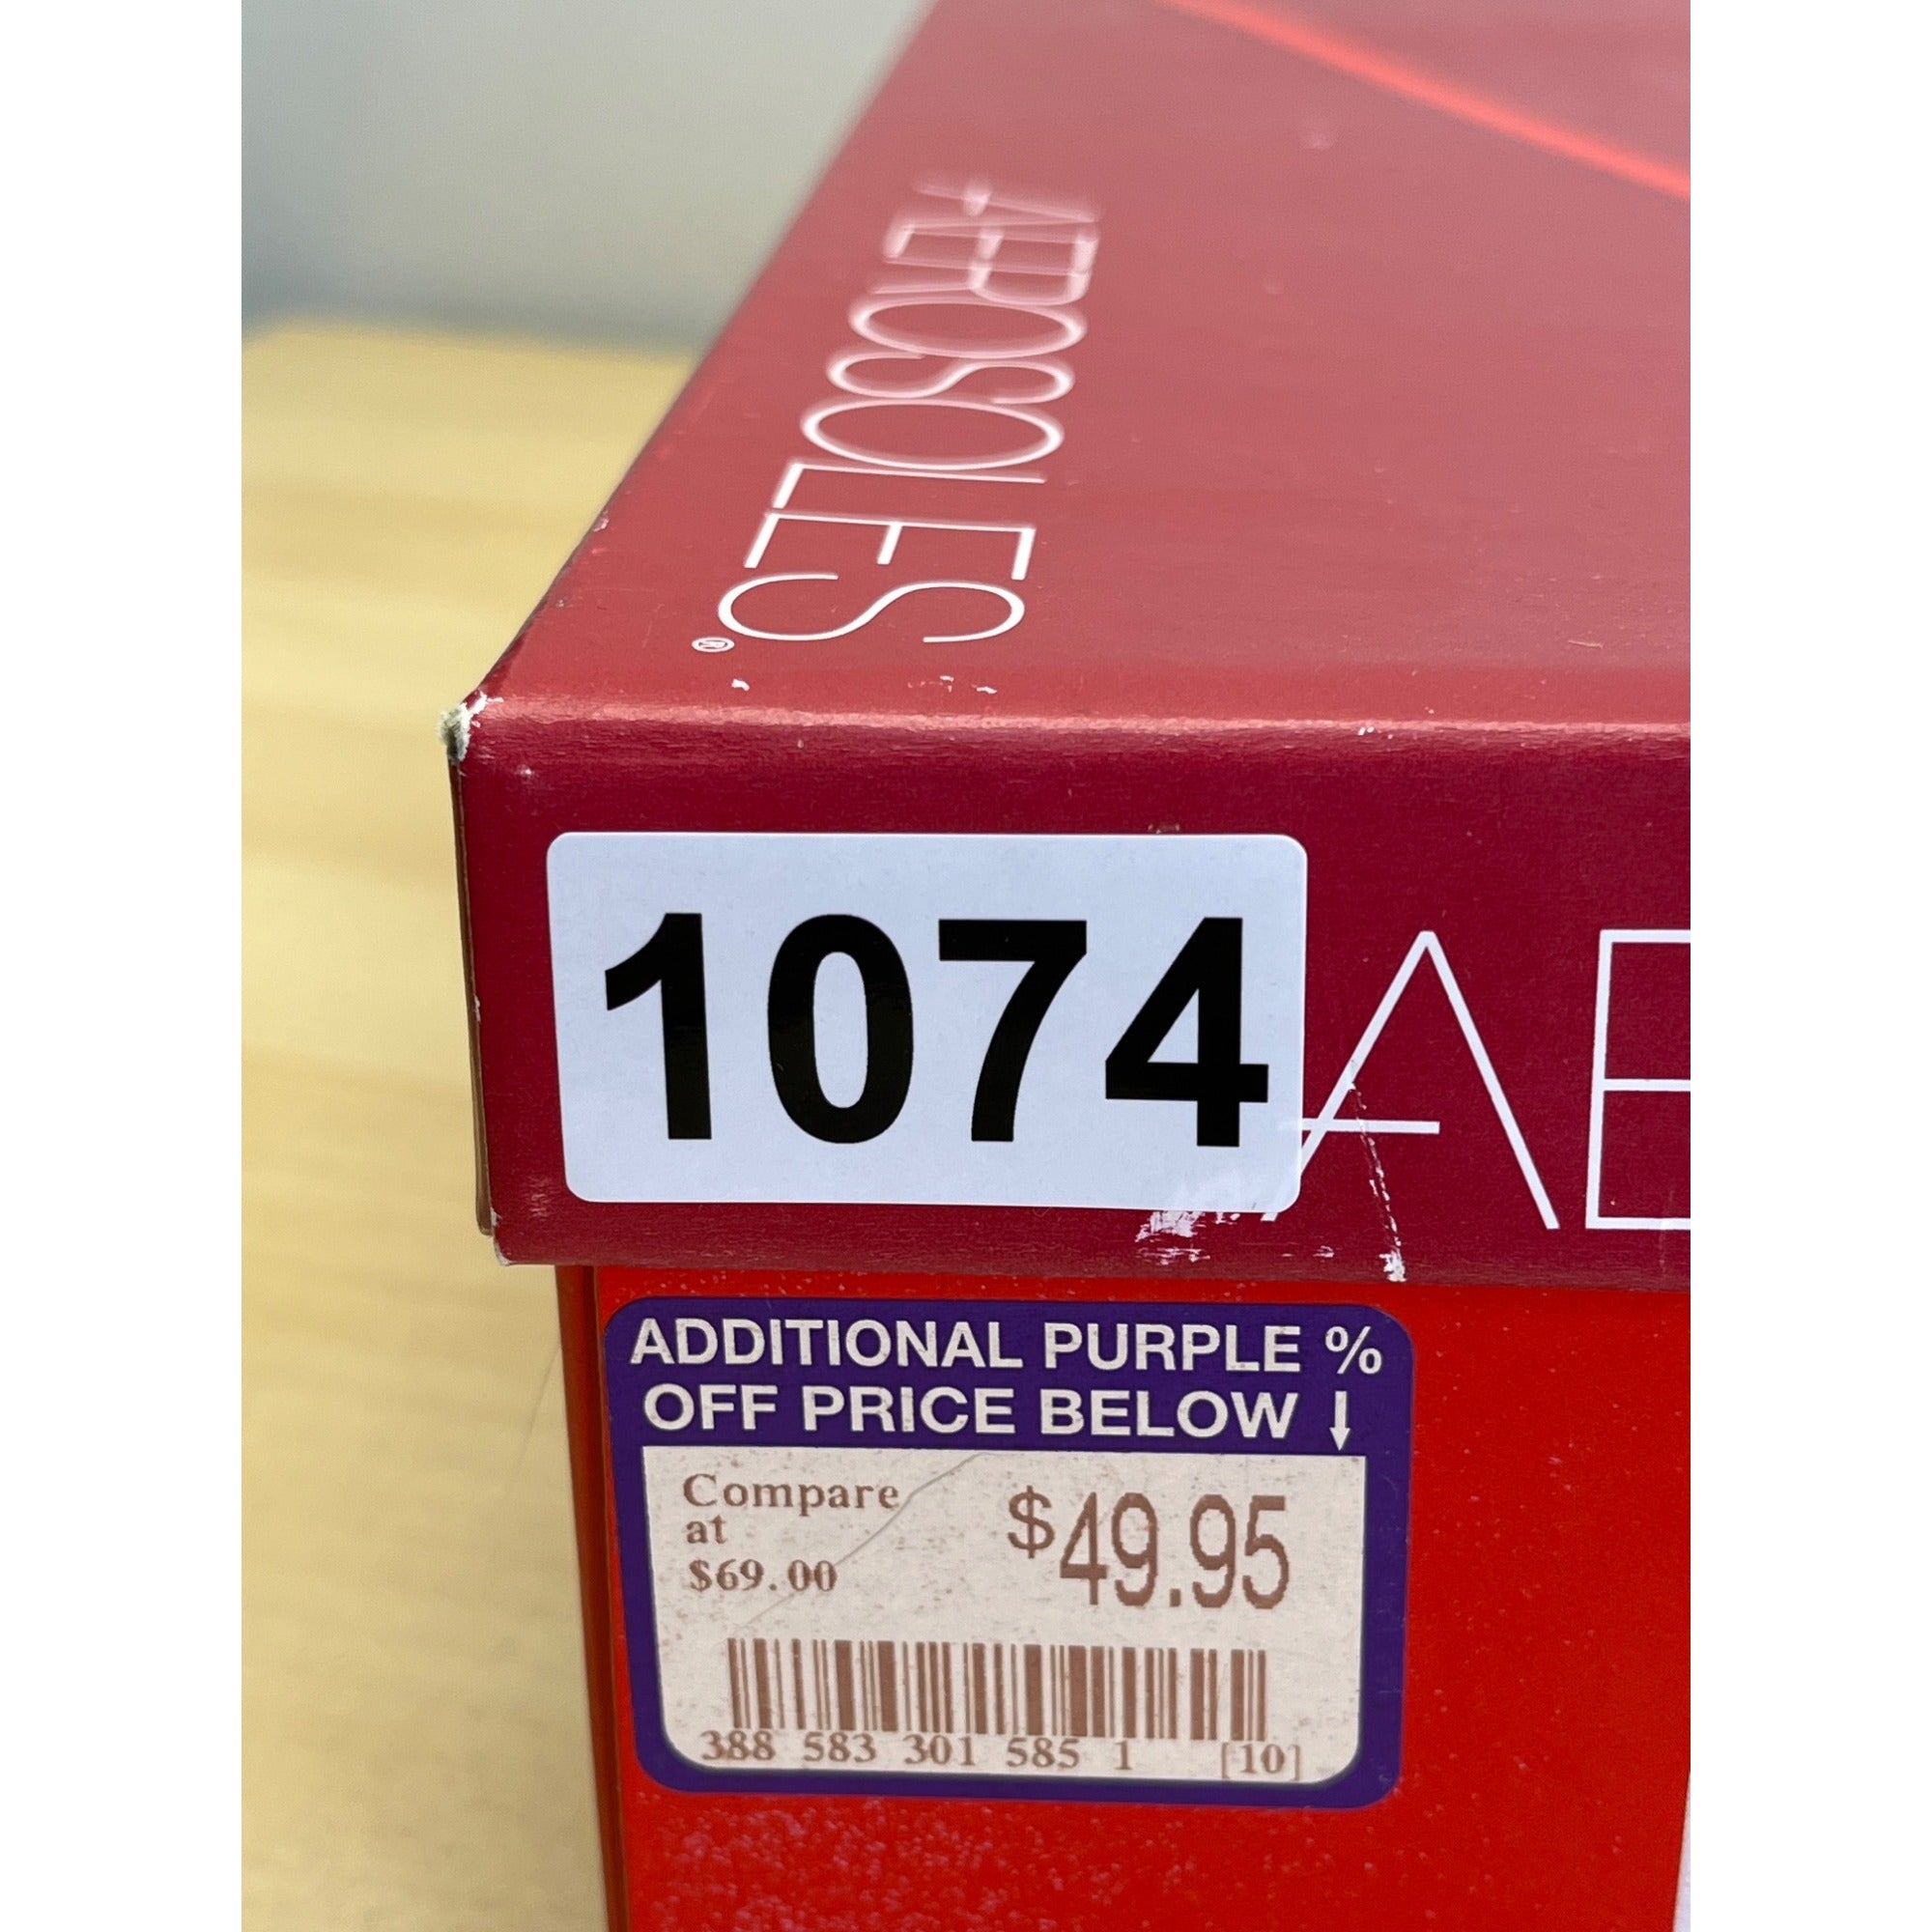 AEROSOLES®
1074
AE
ADDITIONAL PURPLE %
OFF PRICE BELOW ↓
Compare
at
$69.00
$49.95
388 583 301 585 1 [10]